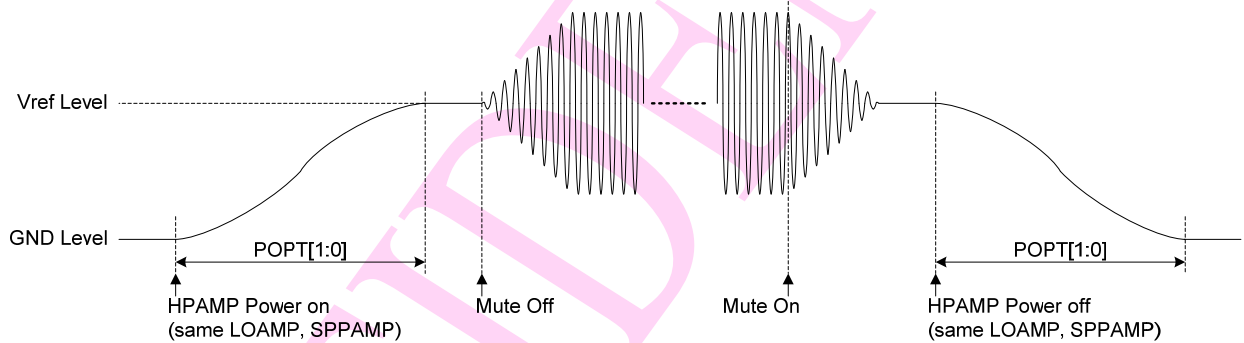 Vref Level
GND Level
POPT[1:0]
POPT[1:0]
HPAMP Power on
(same LOAMP, SPPAMP)
Mute Off
Mute On
HPAMP Power off
(same LOAMP, SPPAMP)